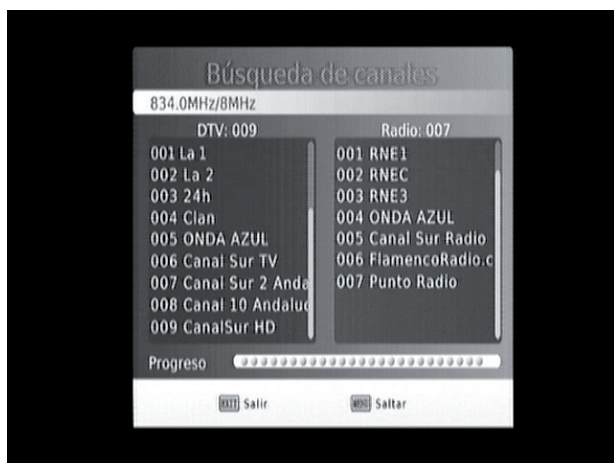 Búsqueda de canales
834.0MHz/8MHz
DTV: 009
001 La 1
002 La 2
003 24h
004 Clan
005 ONDA AZUL
006 Canal Sur TV
007 Canal Sur 2 Anda
008 Canal 10 Andaluc
009 CanalSur HD
Radio: 007
001 RNE1
002 RNEC
003 RNE3
004 ONDA AZUL
005 Canal Sur Radio
006 FlamencoRadio.c
007 Punto Radio
Progreso
EXIT Salir
MENU Saltar